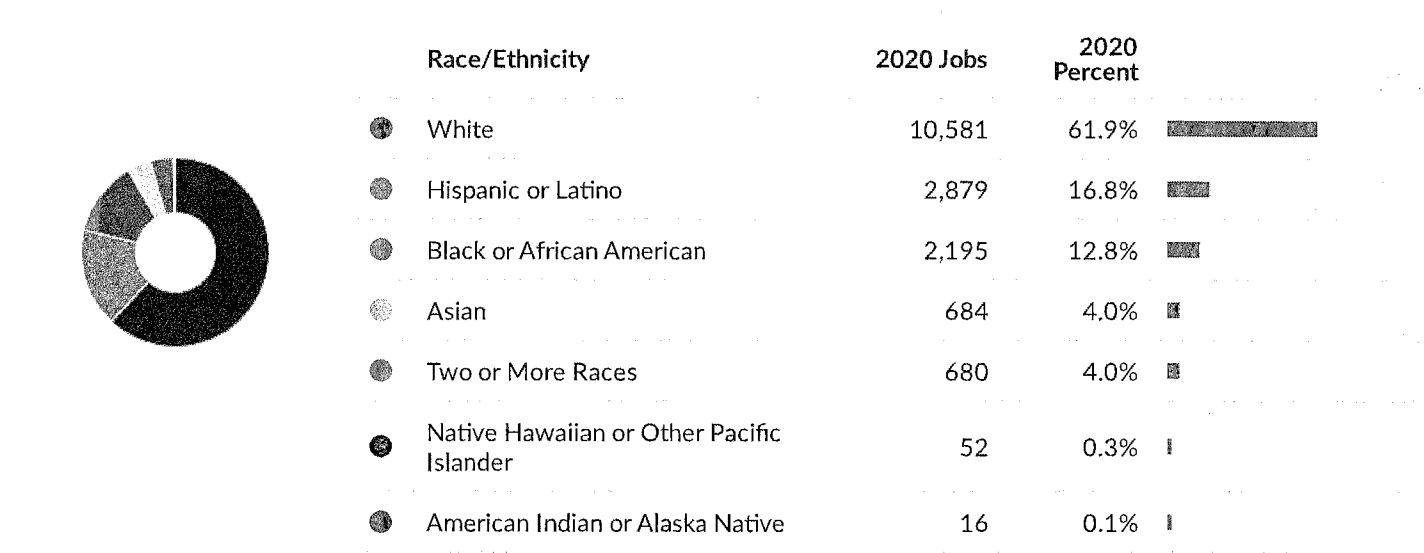 Race/Ethnicity 2020 Jobs 2020 Percent
White 10,581 61.9%
Hispanic or Latino 2,879 16.8%
Black or African American 2,195 12.8%
Asian 684 4.0%
Two or More Races 680 4.0%
Native Hawaiian or Other Pacific
Islander 52 0.3%
American Indian or Alaska Native 16 0.1%